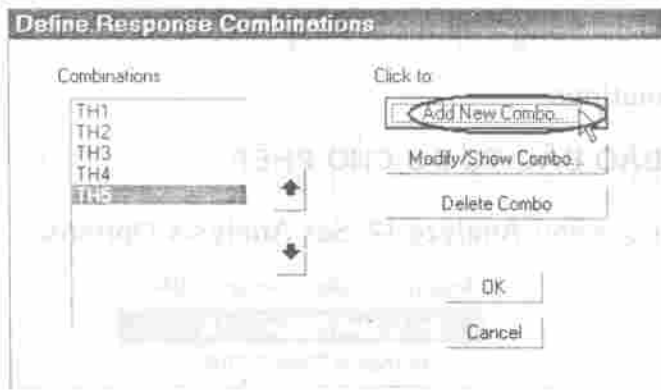 Define Response Combinations
Combinations
TH1
TH2
TH3
TH4
TH5
Click to:
Add New Combo...
Modify/Show Combo...
Delete Combo
OK
Cancel